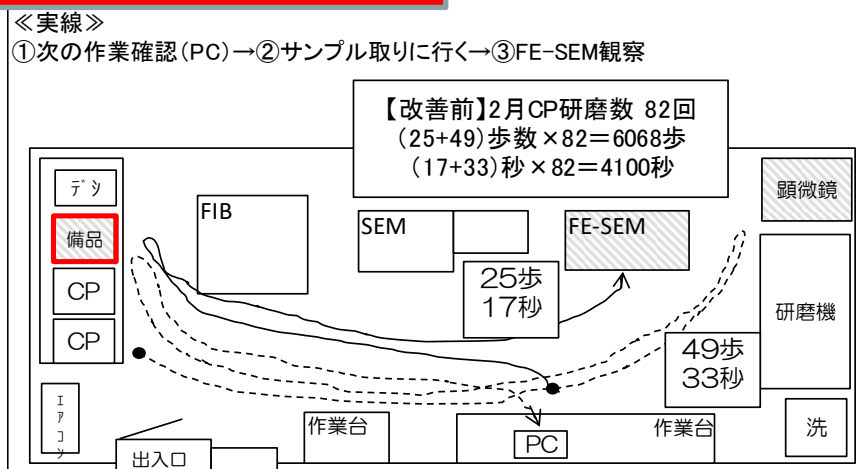 ≪実線≫
①次の作業確認(PC)→②サンプル取りに行く→③FE-SEM観察
【改善前】2月CP研磨数 82回
(25+49)歩数×82=6068歩
(17+33)秒×82=4100秒
デシ
備品
CP
CP
エアコン
FIB
SEM
FE-SEM
顕微鏡
25歩
17秒
研磨機
49歩
33秒
作業台
PC
作業台
洗
出入口